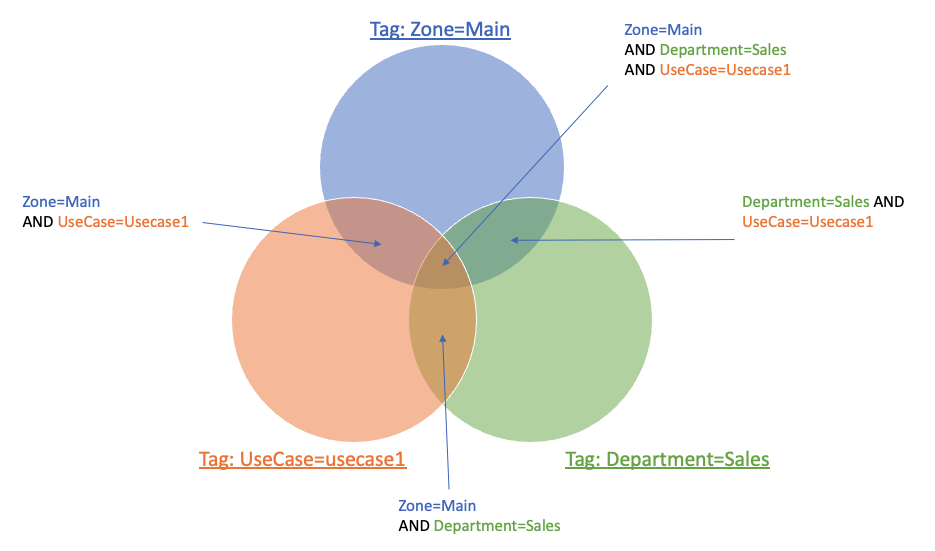 Tag: Zone=Main
Zone=Main
AND Department=Sales
AND UseCase=Usecase1
Zone=Main
AND UseCase=Usecase1
Department=Sales AND
UseCase=Usecase1
Tag: UseCase=usecase1
Tag: Department=Sales
Zone=Main
AND Department=Sales